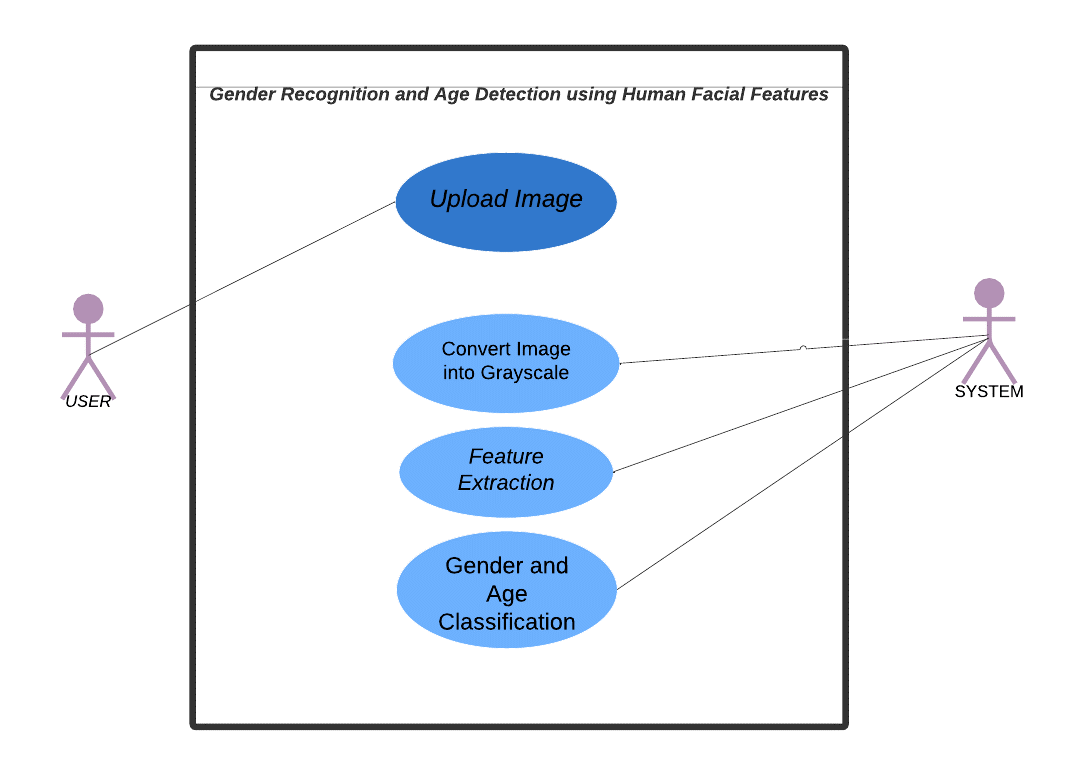 Gender Recognition and Age Detection using Human Facial Features
Upload Image
Convert Image
into Grayscale
Feature
Extraction
Gender and
Age
Classification
USER
SYSTEM